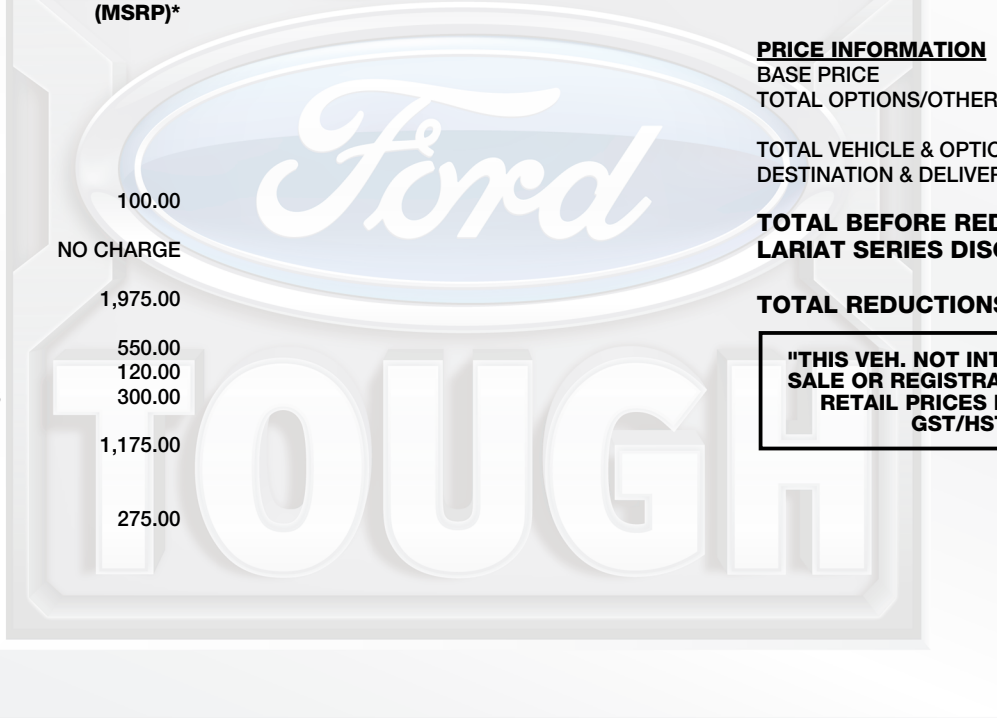 (MSRP)*
100.00
NO CHARGE
1,975.00
550.00
120.00
300.00
1,175.00
275.00
Ford
TOUGH
PRICE INFORMATION
BASE PRICE
TOTAL OPTIONS/OTHER
TOTAL VEHICLE & OPTIO
DESTINATION & DELIVER
TOTAL BEFORE RED
LARIAT SERIES DISC
TOTAL REDUCTIONS
"THIS VEH. NOT INT
SALE OR REGISTRA
RETAIL PRICES
GST/HST